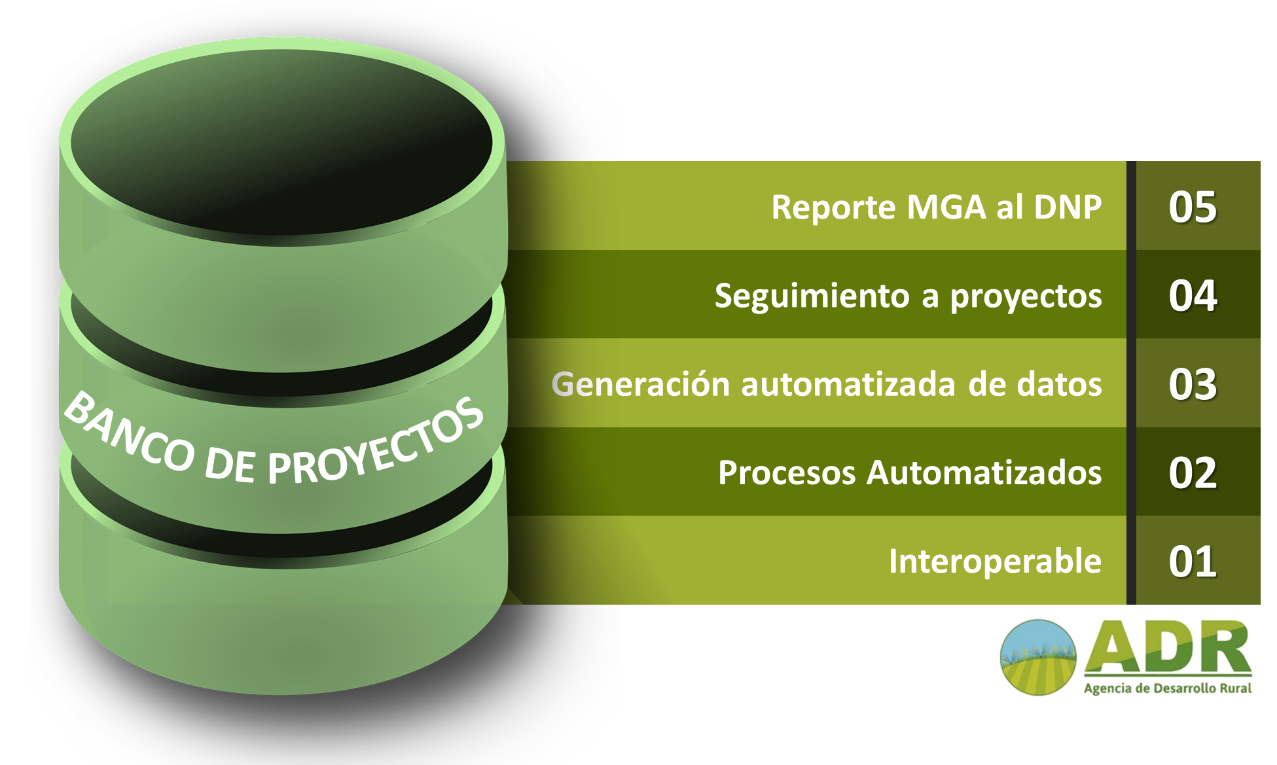 Reporte MGA al DNP 05
Seguimiento a proyectos 04
Generación automatizada de datos 03
BANCO DE PROYECTOS
Procesos Automatizados 02
Interoperable 01
ADR
Agencia de Desarrollo Rural